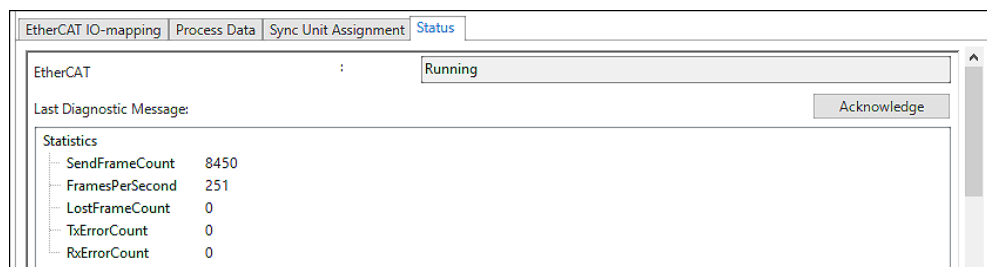 EtherCAT IO-mapping Process Data Sync Unit Assignment Status
EtherCAT : Running
Last Diagnostic Message: Acknowledge
Statistics
SendFrameCount 8450
FramesPerSecond 251
LostFrameCount 0
TxErrorCount 0
RxErrorCount 0